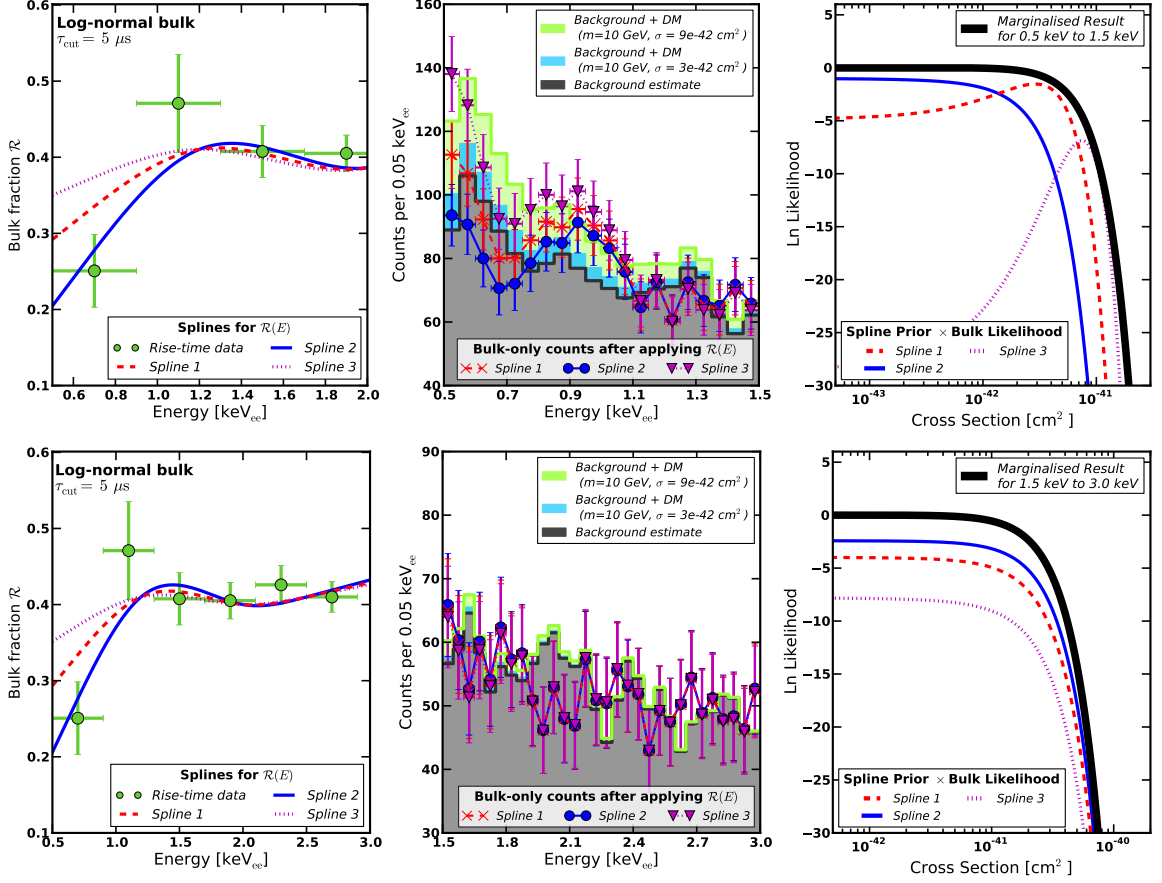 Log-normal bulk
τcut = 5 μs
Bulk fraction R
0.6
0.5
0.4
0.3
0.2
0.1
Splines for R(E)
Rise-time data
Spline 1
Spline 2
Spline 3
0.6 0.8 1.0 1.2 1.4 1.6 1.8 2.0
Energy [keVee]
Counts per 0.05 keVee
160
140
120
100
80
60
40
Background + DM
(m=10 GeV, σ = 9e-42 cm²)
Background + DM
(m=10 GeV, σ = 3e-42 cm²)
Background estimate
Bulk-only counts after applying R(E)
Spline 1 Spline 2 Spline 3
0.5 0.7 0.9 1.1 1.3 1.5
Energy [keVee]
Ln Likelihood
5
0
−5
−10
−15
−20
−25
−30
Marginalised Result
for 0.5 keV to 1.5 keV
Spline Prior × Bulk Likelihood
Spline 1
Spline 2
Spline 3
10⁻⁴³ 10⁻⁴² 10⁻⁴¹
Cross Section [cm² ]
Log-normal bulk
τcut = 5 μs
Bulk fraction R
0.6
0.5
0.4
0.3
0.2
0.1
Splines for R(E)
Rise-time data
Spline 1
Spline 2
Spline 3
0.5 1.0 1.5 2.0 2.5 3.0
Energy [keVee]
Counts per 0.05 keVee
90
80
70
60
50
40
30
Background + DM
(m=10 GeV, σ = 9e-42 cm²)
Background + DM
(m=10 GeV, σ = 3e-42 cm²)
Background estimate
Bulk-only counts after applying R(E)
Spline 1 Spline 2 Spline 3
1.5 1.8 2.1 2.4 2.7 3.0
Energy [keVee]
Ln Likelihood
5
0
−5
−10
−15
−20
−25
−30
Marginalised Result
for 1.5 keV to 3.0 keV
Spline Prior × Bulk Likelihood
Spline 1
Spline 2
Spline 3
10⁻⁴² 10⁻⁴¹ 10⁻⁴⁰
Cross Section [cm² ]